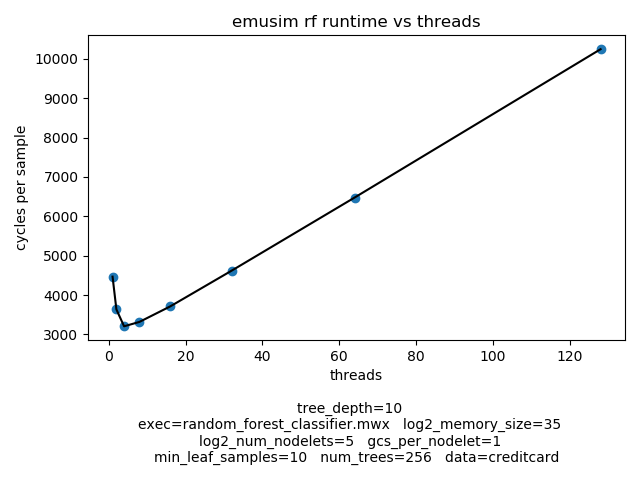 emusim rf runtime vs threads
10000
9000
8000
7000
6000
5000
4000
3000
cycles per sample
0 20 40 60 80 100 120
threads
tree_depth=10
exec=random_forest_classifier.mwx log2_memory_size=35
log2_num_nodelets=5 gcs_per_nodelet=1
min_leaf_samples=10 num_trees=256 data=creditcard